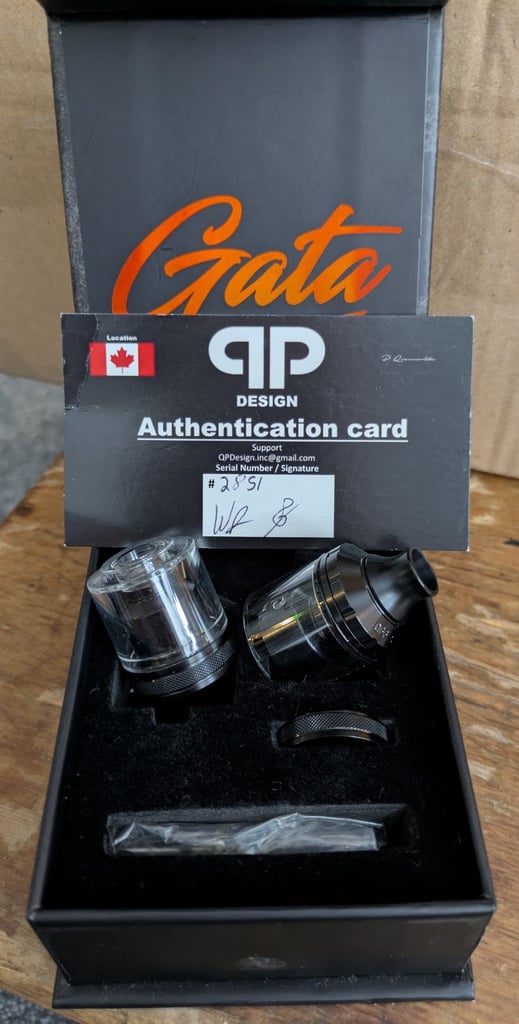 Gata
Location
QP
DESIGN
Authentication card
Support
QPDesign.inc@gmail.com
Serial Number / Signature
# 2851